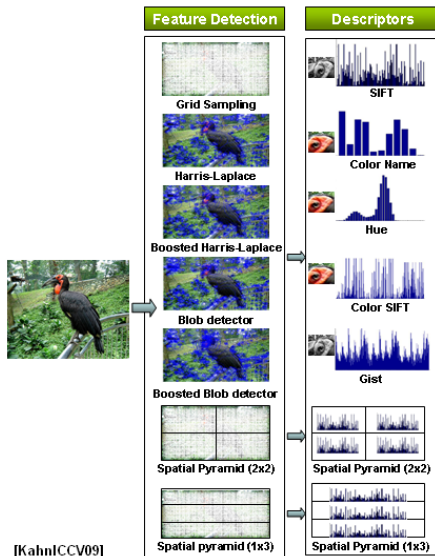 Feature Detection
Descriptors
Grid Sampling
SIFT
Harris-Laplace
Color Name
Boosted Harris-Laplace
Hue
Blob detector
Color SIFT
Boosted Blob detector
Gist
Spatial Pyramid (2x2)
Spatial Pyramid (2x2)
Spatial pyramid (1x3)
Spatial Pyramid (1x3)
[KahnICCV09]